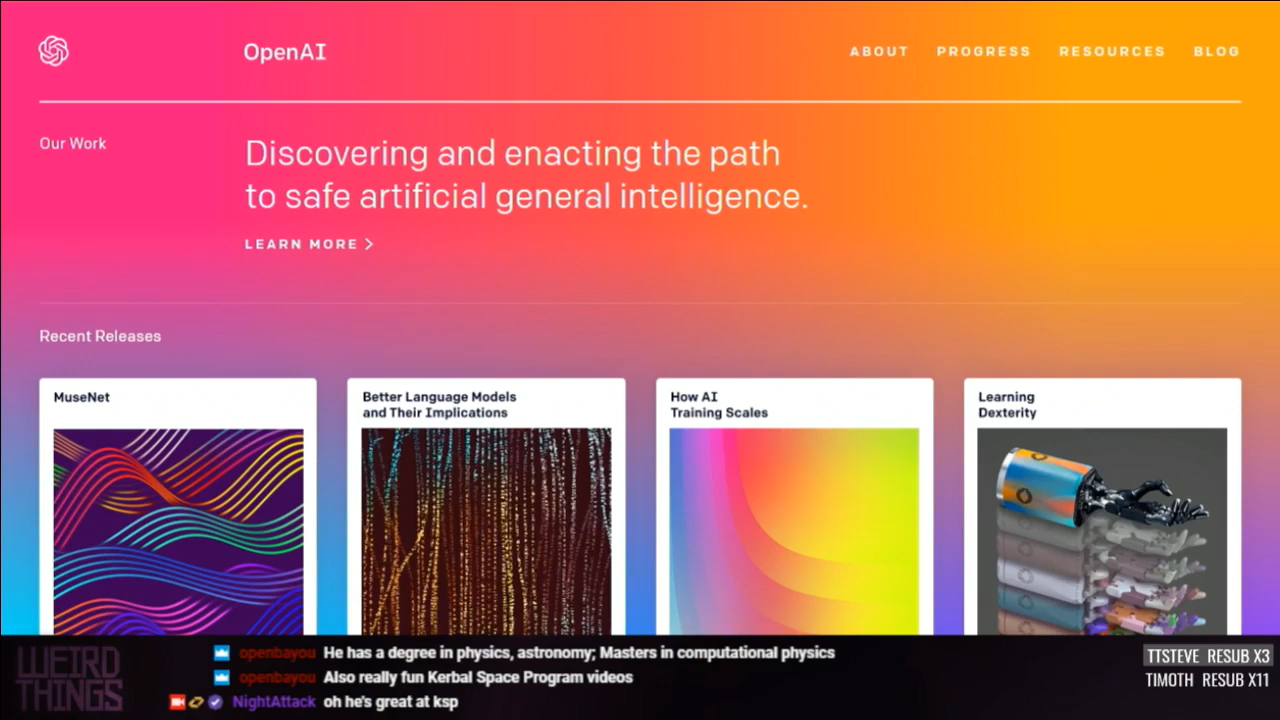 OpenAI
ABOUT PROGRESS RESOURCES BLOG
Our Work
Discovering and enacting the path
to safe artificial general intelligence.
LEARN MORE >
Recent Releases
MuseNet
Better Language Models
and Their Implications
How AI
Training Scales
Learning
Dexterity
WEIRD
THINGS
openbayou He has a degree in physics, astronomy; Masters in computational physics
openbayou Also really fun Kerbal Space Program videos
NightAttack oh he's great at ksp
TTSTEVE RESUB X3
TIMOTH RESUB X11